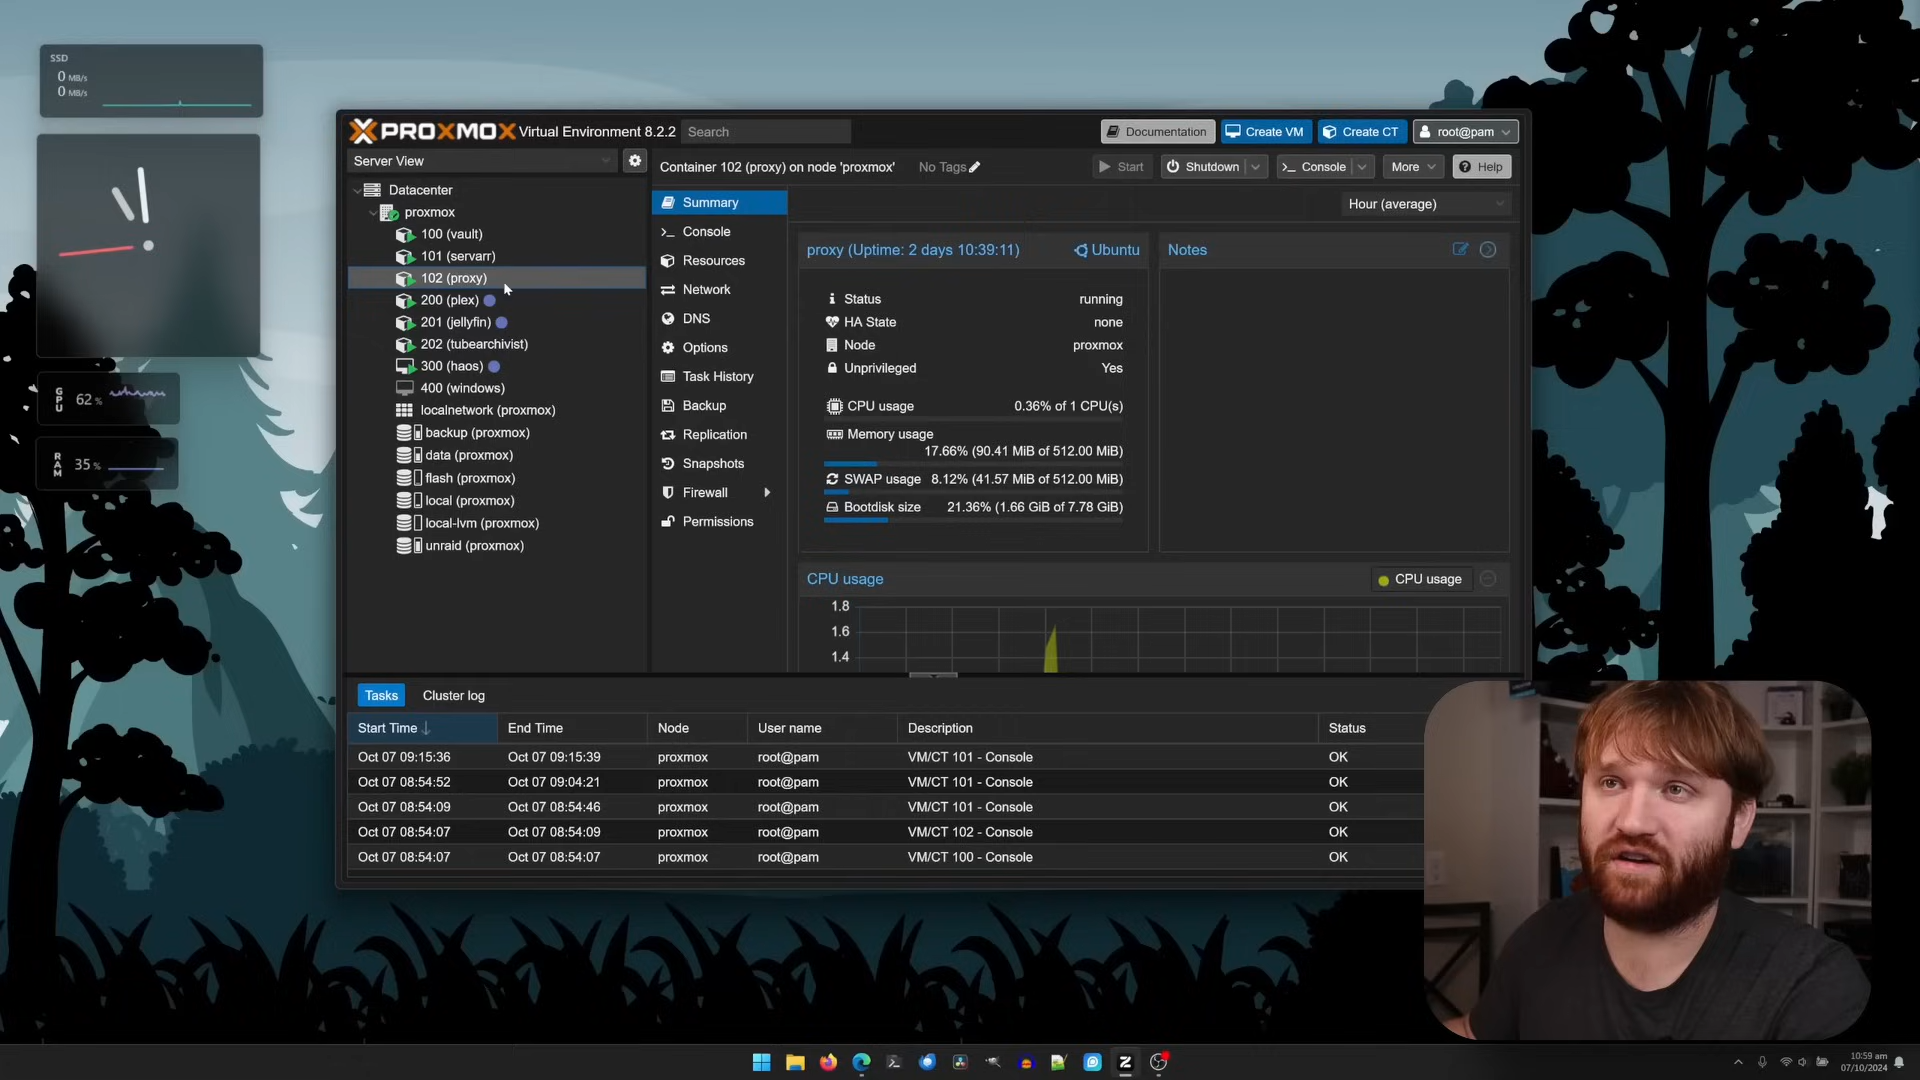 SSD
0 MB/s
0 MB/s
GPU 62 %
RAM 35 %
PROXMOX Virtual Environment 8.2.2 Search Documentation Create VM Create CT root@pam
Server View
Container 102 (proxy) on node 'proxmox' No Tags Start Shutdown Console More Help
Datacenter
proxmox
100 (vault)
101 (servarr)
102 (proxy)
200 (plex)
201 (jellyfin)
202 (tubearchivist)
300 (haos)
400 (windows)
localnetwork (proxmox)
backup (proxmox)
data (proxmox)
flash (proxmox)
local (proxmox)
local-lvm (proxmox)
unraid (proxmox)
Summary
Console
Resources
Network
DNS
Options
Task History
Backup
Replication
Snapshots
Firewall
Permissions
Hour (average)
proxy (Uptime: 2 days 10:39:11) Ubuntu
Status running
HA State none
Node proxmox
Unprivileged Yes
CPU usage 0.36% of 1 CPU(s)
Memory usage
17.66% (90.41 MiB of 512.00 MiB)
SWAP usage 8.12% (41.57 MiB of 512.00 MiB)
Bootdisk size 21.36% (1.66 GiB of 7.78 GiB)
Notes
CPU usage CPU usage
1.8
1.6
1.4
Tasks Cluster log
Start Time End Time Node User name Description Status
Oct 07 09:15:36 Oct 07 09:15:39 proxmox root@pam VM/CT 101 - Console OK
Oct 07 08:54:52 Oct 07 09:04:21 proxmox root@pam VM/CT 101 - Console OK
Oct 07 08:54:09 Oct 07 08:54:46 proxmox root@pam VM/CT 101 - Console OK
Oct 07 08:54:07 Oct 07 08:54:09 proxmox root@pam VM/CT 102 - Console OK
Oct 07 08:54:07 Oct 07 08:54:07 proxmox root@pam VM/CT 100 - Console OK
10:59 am
07/10/2024